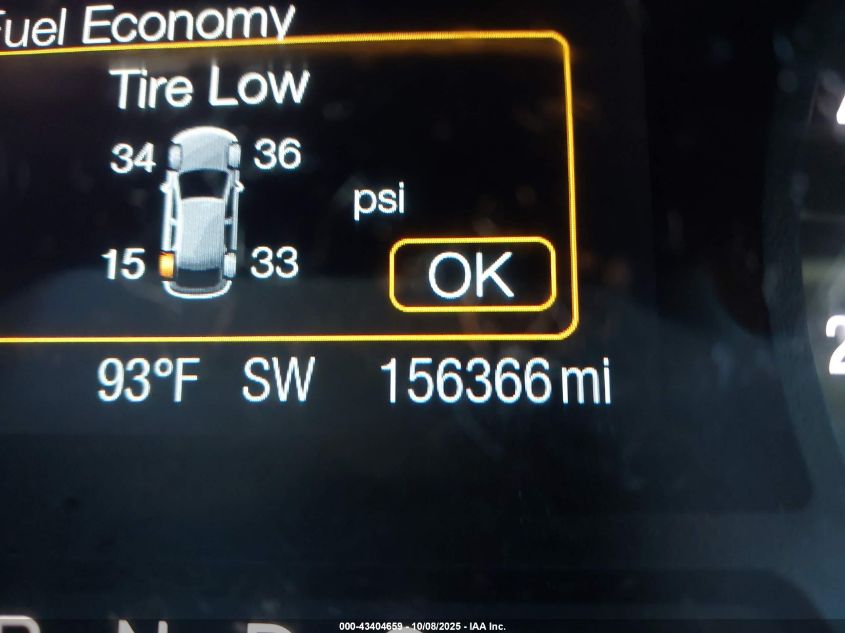 Fuel Economy
Tire Low
34 36
psi
15 33
OK
93°F SW 156366 mi
2
N D
000-43404659 - 10/08/2025 - IAA Inc.